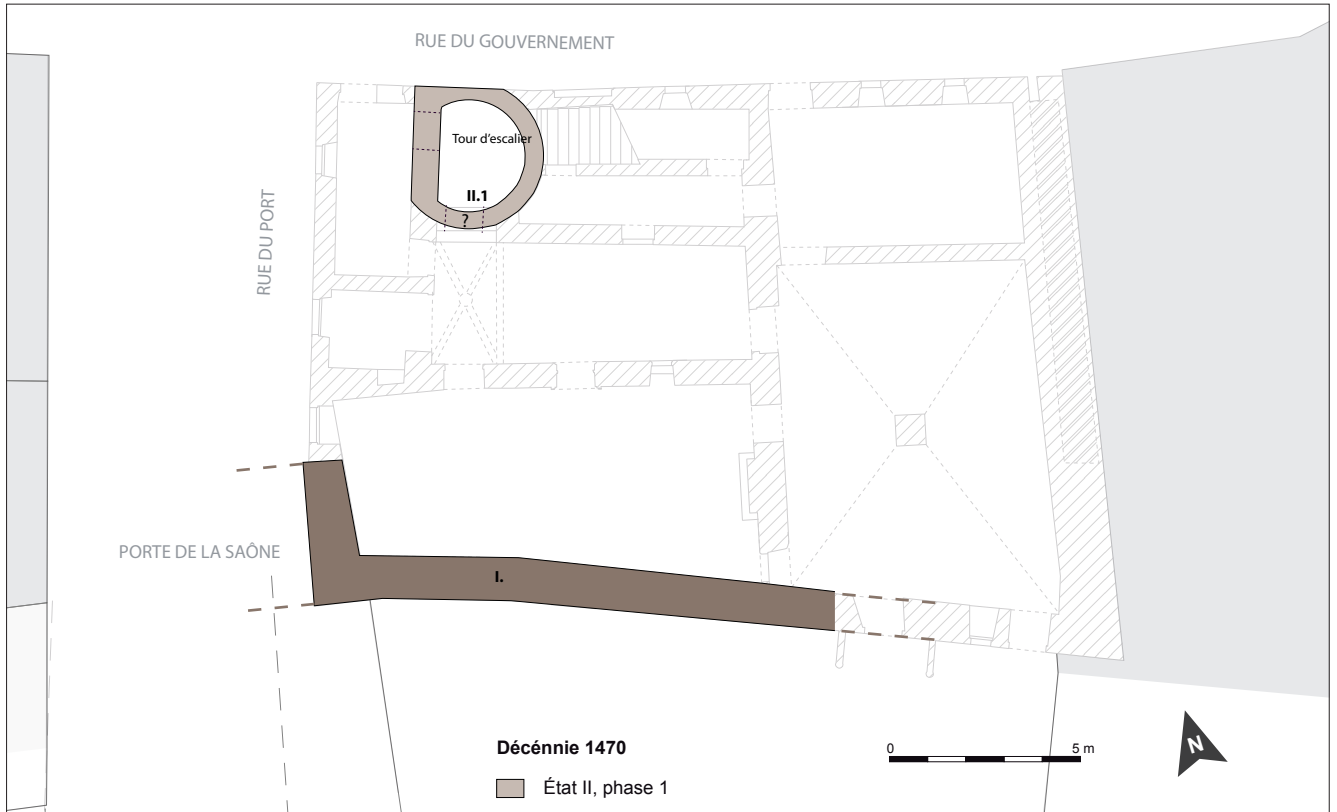 RUE DU GOUVERNEMENT
Tour d'escalier
II.1
?
RUE DU PORT
PORTE DE LA SAÔNE
I.
Décénnie 1470
État II, phase 1
0 5 m
N